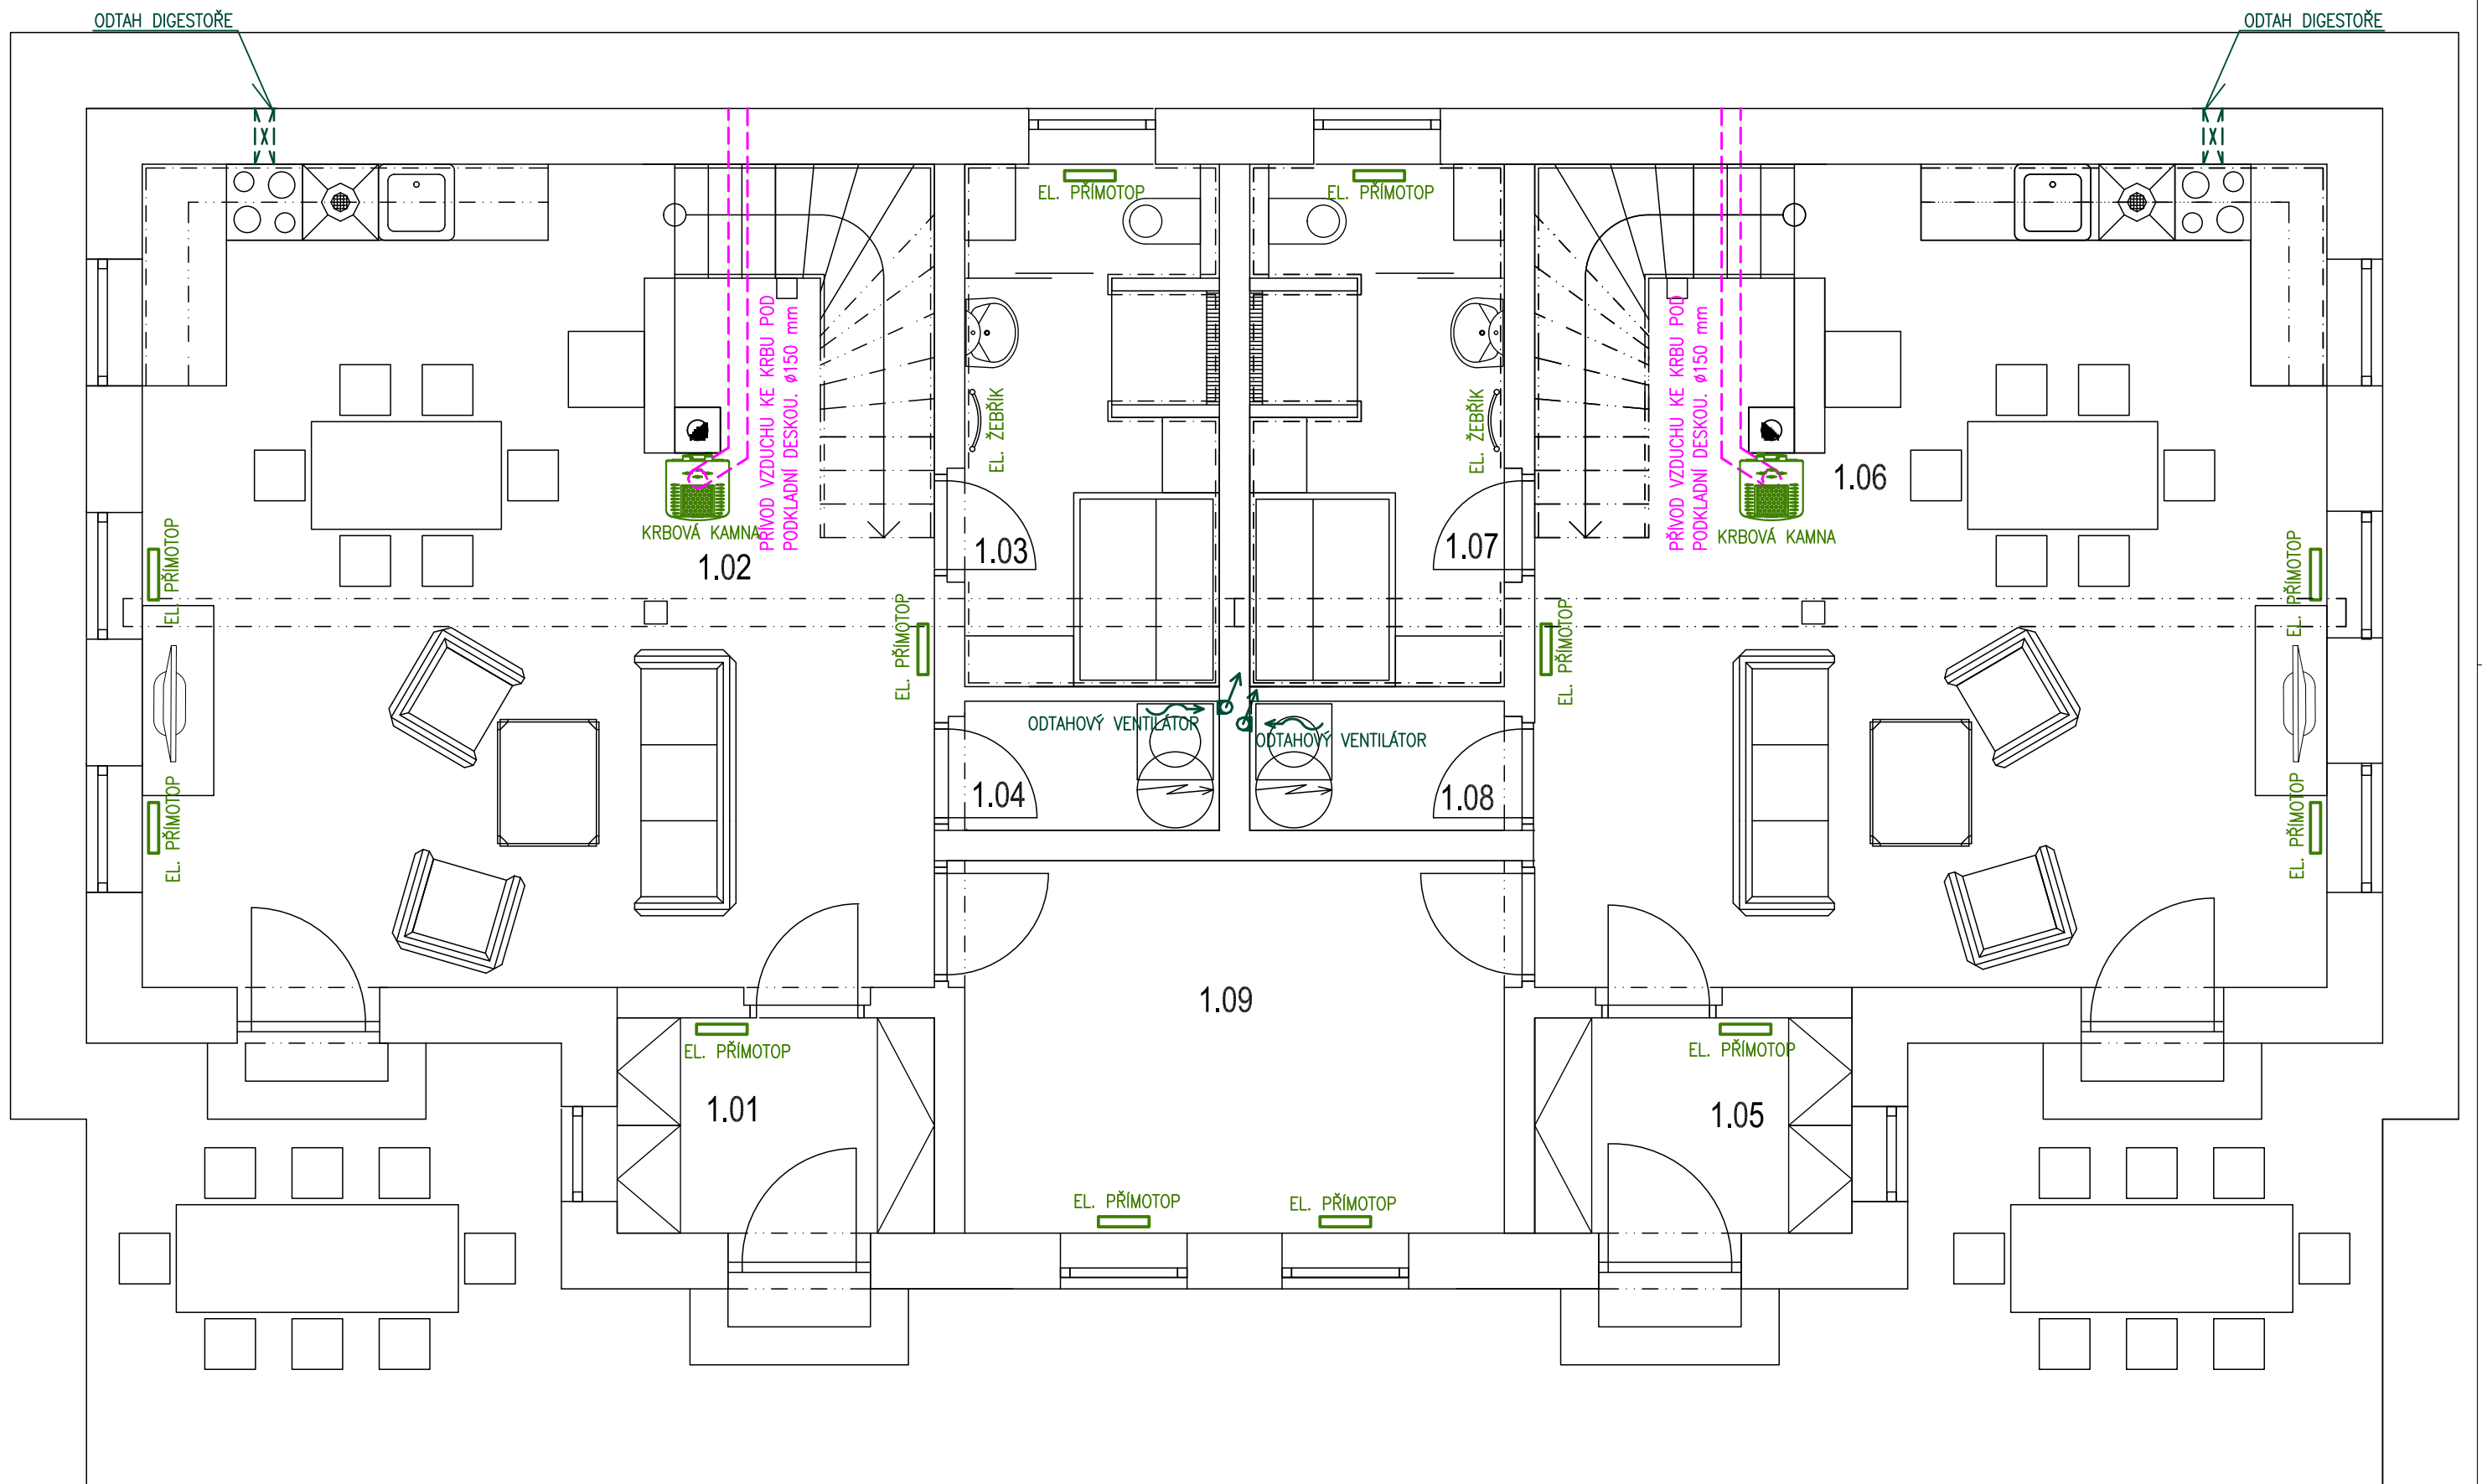 ODTAH DIGESTOŘE
ODTAH DIGESTOŘE
EL. PŘÍMOTOP
EL. PŘÍMOTOP
PŘÍVOD VZDUCHU KE KRBU POD
PODKLADNÍ DESKOU. ø150 mm
PŘÍVOD VZDUCHU KE KRBU POD
PODKLADNÍ DESKOU. ø150 mm
EL. ŽEBŘÍK
EL. ŽEBŘÍK
1.06
KRBOVÁ KAMNA
KRBOVÁ KAMNA
1.02
1.03
1.07
EL. PŘÍMOTOP
EL. PŘÍMOTOP
EL. PŘÍMOTOP
EL. PŘÍMOTOP
ODTAHOVÝ VENTILÁTOR
ODTAHOVÝ VENTILÁTOR
1.04
1.08
EL. PŘÍMOTOP
EL. PŘÍMOTOP
1.09
EL. PŘÍMOTOP
EL. PŘÍMOTOP
1.01
1.05
EL. PŘÍMOTOP
EL. PŘÍMOTOP